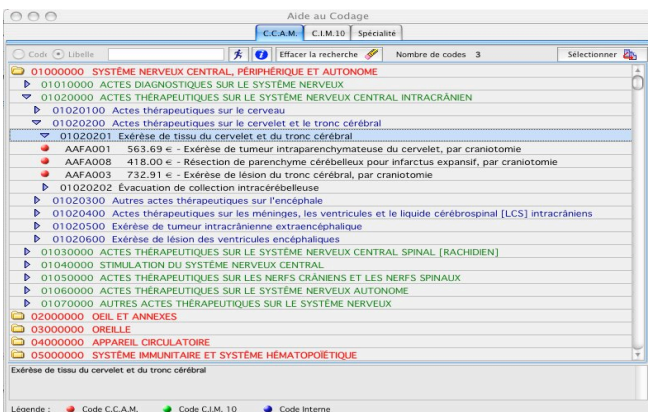 Aide au Codage
C.C.A.M. C.I.M.10 Spécialité
Code Libelle Effacer la recherche Nombre de codes 3 Sélectionner
01000000 SYSTÊME NERVEUX CENTRAL, PÉRIPHÉRIQUE ET AUTONOME
01010000 ACTES DIAGNOSTIQUES SUR LE SYSTÊME NERVEUX
01020000 ACTES THÉRAPEUTIQUES SUR LE SYSTÊME NERVEUX CENTRAL INTRACRÂNIEN
01020100 Actes thérapeutiques sur le cerveau
01020200 Actes thérapeutiques sur le cervelet et le tronc cérébral
01020201 Exérèse de tissu du cervelet et du tronc cérébral
AAFA001 563.69 € - Exérèse de tumeur intraparenchymateuse du cervelet, par craniotomie
AAFA008 418.00 € - Résection de parenchyme cérébelleux pour infarctus expansif, par craniotomie
AAFA003 732.91 € - Exérèse de lésion du tronc cérébral, par craniotomie
01020202 Évacuation de collection intracérébelleuse
01020300 Autres actes thérapeutiques sur l'encéphale
01020400 Actes thérapeutiques sur les méninges, les ventricules et le liquide cérébrospinal [LCS] intracrâniens
01020500 Exérèse de tumeur intracrânienne extraencéphalique
01020600 Exérèse de lésion des ventricules encéphaliques
01030000 ACTES THÉRAPEUTIQUES SUR LE SYSTÊME NERVEUX CENTRAL SPINAL [RACHIDIEN]
01040000 STIMULATION DU SYSTÊME NERVEUX CENTRAL
01050000 ACTES THÉRAPEUTIQUES SUR LES NERFS CRÂNIENS ET LES NERFS SPINAUX
01060000 ACTES THÉRAPEUTIQUES SUR LE SYSTÊME NERVEUX AUTONOME
01070000 AUTRES ACTES THÉRAPEUTIQUES SUR LE SYSTÊME NERVEUX
02000000 OEIL ET ANNEXES
03000000 OREILLE
04000000 APPAREIL CIRCULATOIRE
05000000 SYSTÊME IMMUNITAIRE ET SYSTÊME HÉMATOPOÏÉTIQUE
Exérèse de tissu du cervelet et du tronc cérébral
Légende : Code C.C.A.M. Code C.I.M. 10 Code Interne